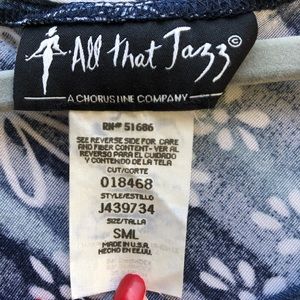 All that Jazz©
A CHORUS LINE COMPANY
RN# 51686
SEE REVERSE SIDE FOR CARE
AND FIBER CONTENT - VER AL
REVERSO PARA EL CUIDADO
Y CONTENIDO DE LA TELA
CUT/CORTE
018468
STYLE/ESTILLO
J439734
SIZE/TALLA
SML
MADE IN U.S.A.
HECHO EN EE.UU.